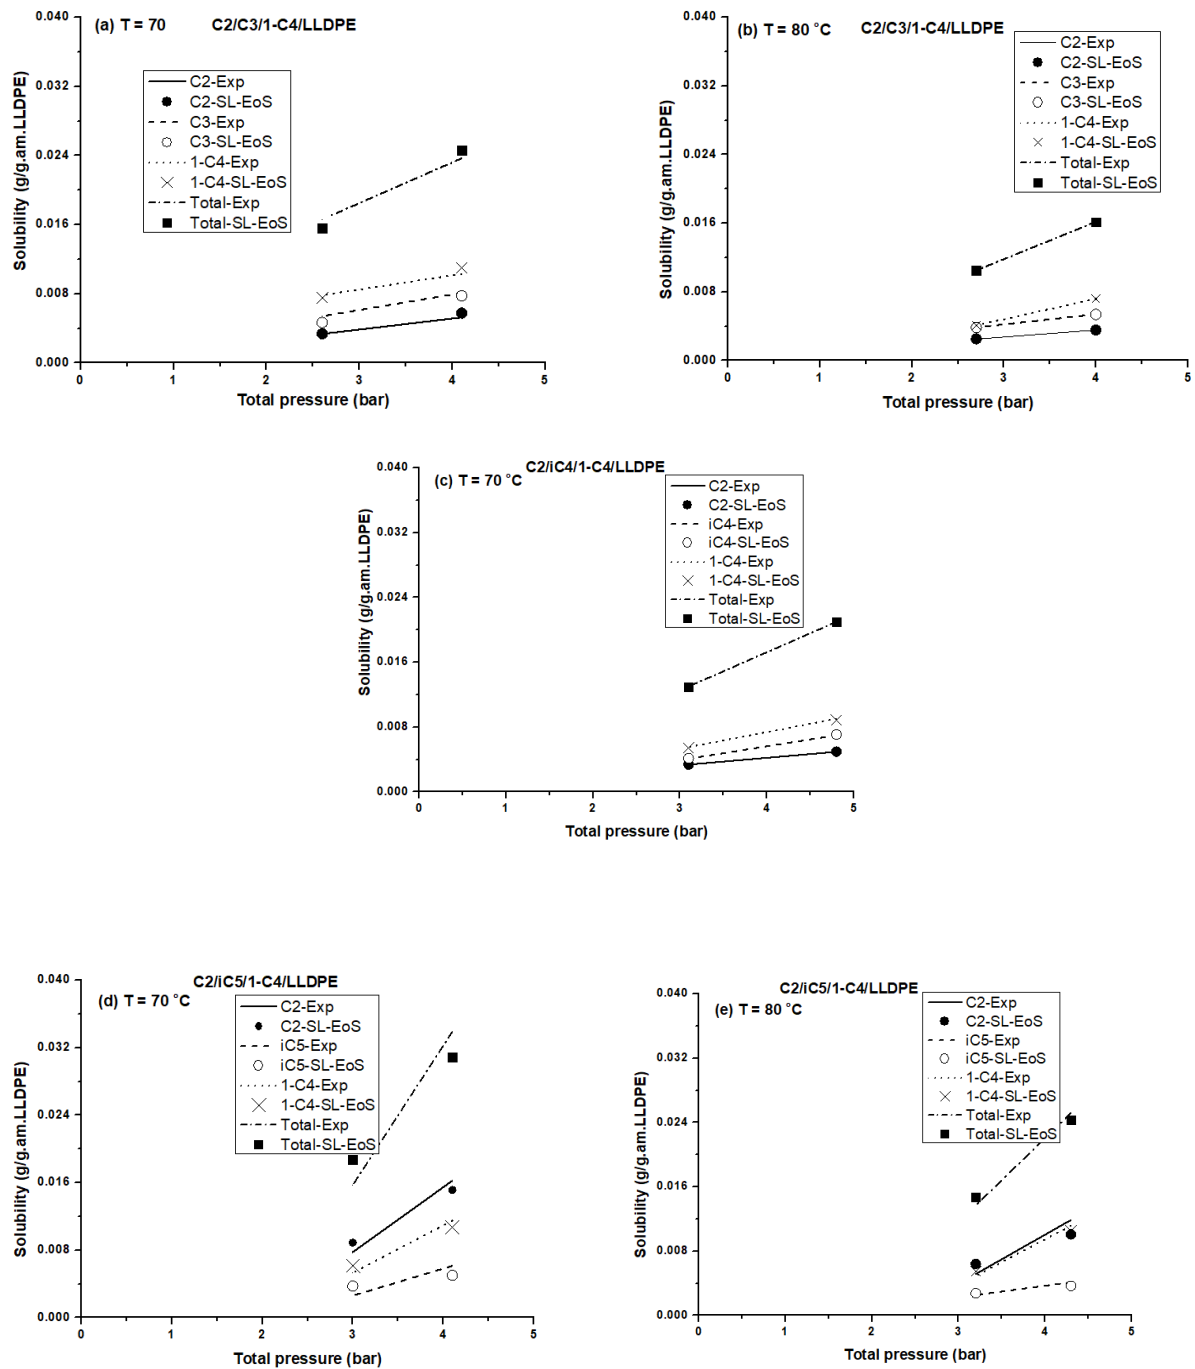 (a) T = 70 C2/C3/1-C4/LLDPE
C2-Exp
C2-SL-EoS
C3-Exp
C3-SL-EoS
1-C4-Exp
1-C4-SL-EoS
Total-Exp
Total-SL-EoS
Solubility (g/g.am.LLDPE)
0.040
0.032
0.024
0.016
0.008
0.000
0 1 2 3 4 5
Total pressure (bar)
(b) T = 80 °C C2/C3/1-C4/LLDPE
C2-Exp
C2-SL-EoS
C3-Exp
C3-SL-EoS
1-C4-Exp
1-C4-SL-EoS
Total-Exp
Total-SL-EoS
Solubility (g/g.am.LLDPE)
0.040
0.032
0.024
0.016
0.008
0.000
0 1 2 3 4 5
Total pressure (bar)
C2/iC4/1-C4/LLDPE
(c) T = 70 °C
C2-Exp
C2-SL-EoS
iC4-Exp
iC4-SL-EoS
1-C4-Exp
1-C4-SL-EoS
Total-Exp
Total-SL-EoS
Solubility (g/g.am.LLDPE)
0.040
0.032
0.024
0.016
0.008
0.000
0 1 2 3 4 5
Total pressure (bar)
C2/iC5/1-C4/LLDPE
(d) T = 70 °C
C2-Exp
C2-SL-EoS
iC5-Exp
iC5-SL-EoS
1-C4-Exp
1-C4-SL-EoS
Total-Exp
Total-SL-EoS
Solubility (g/g.am.LLDPE)
0.040
0.032
0.024
0.016
0.008
0.000
0 1 2 3 4 5
Total pressure (bar)
C2/iC5/1-C4/LLDPE
(e) T = 80 °C
C2-Exp
C2-SL-EoS
iC5-Exp
iC5-SL-EoS
1-C4-Exp
1-C4-SL-EoS
Total-Exp
Total-SL-EoS
Solubility (g/g.am.LLDPE)
0.040
0.032
0.024
0.016
0.008
0.000
0 1 2 3 4 5
Total pressure (bar)